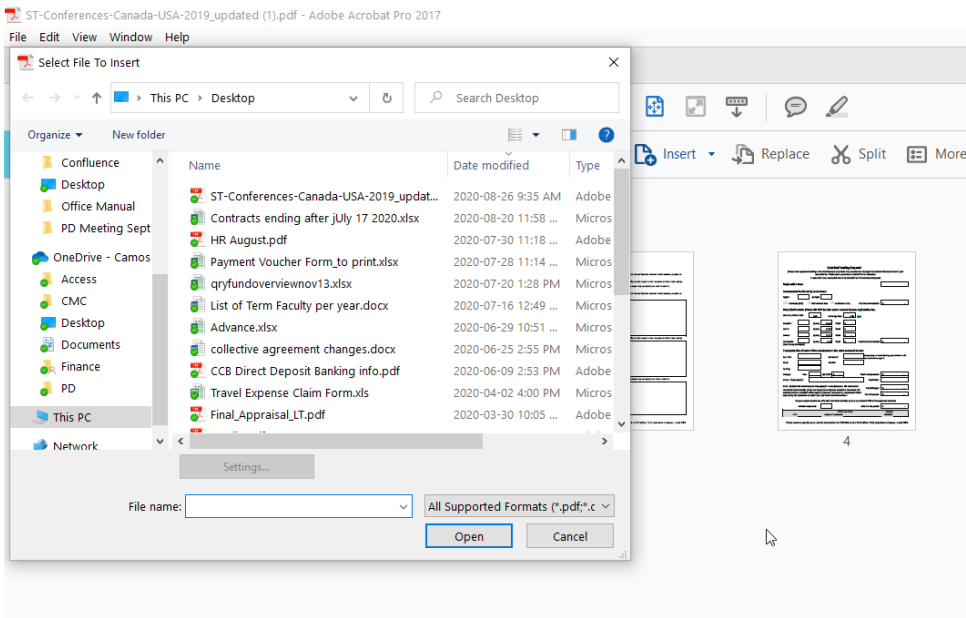 ST-Conferences-Canada-USA-2019_updated (1).pdf - Adobe Acrobat Pro 2017
File Edit View Window Help
Select File To Insert
This PC > Desktop
Search Desktop
Organize New folder
Insert Replace Split More
Name Date modified Type
Confluence
Desktop
Office Manual
PD Meeting Sept
OneDrive - Camos
Access
CMC
Desktop
Documents
Finance
PD
This PC
Network
ST-Conferences-Canada-USA-2019_updat... 2020-08-26 9:35 AM Adobe
Contracts ending after jUly 17 2020.xlsx 2020-08-20 11:58 ... Micros
HR August.pdf 2020-07-30 11:18 ... Adobe
Payment Voucher Form_to print.xlsx 2020-07-28 11:14 ... Micros
qryfundoverviewnov13.xlsx 2020-07-20 1:28 PM Micros
List of Term Faculty per year.docx 2020-07-16 12:49 ... Micros
Advance.xlsx 2020-06-29 10:51 ... Micros
collective agreement changes.docx 2020-06-25 2:55 PM Micros
CCB Direct Deposit Banking info.pdf 2020-06-09 2:53 PM Adobe
Travel Expense Claim Form.xls 2020-04-02 4:00 PM Micros
Final_Appraisal_LT.pdf 2020-03-30 10:05 ... Adobe
Settings...
File name: All Supported Formats (*.pdf;*.c
Open Cancel
4